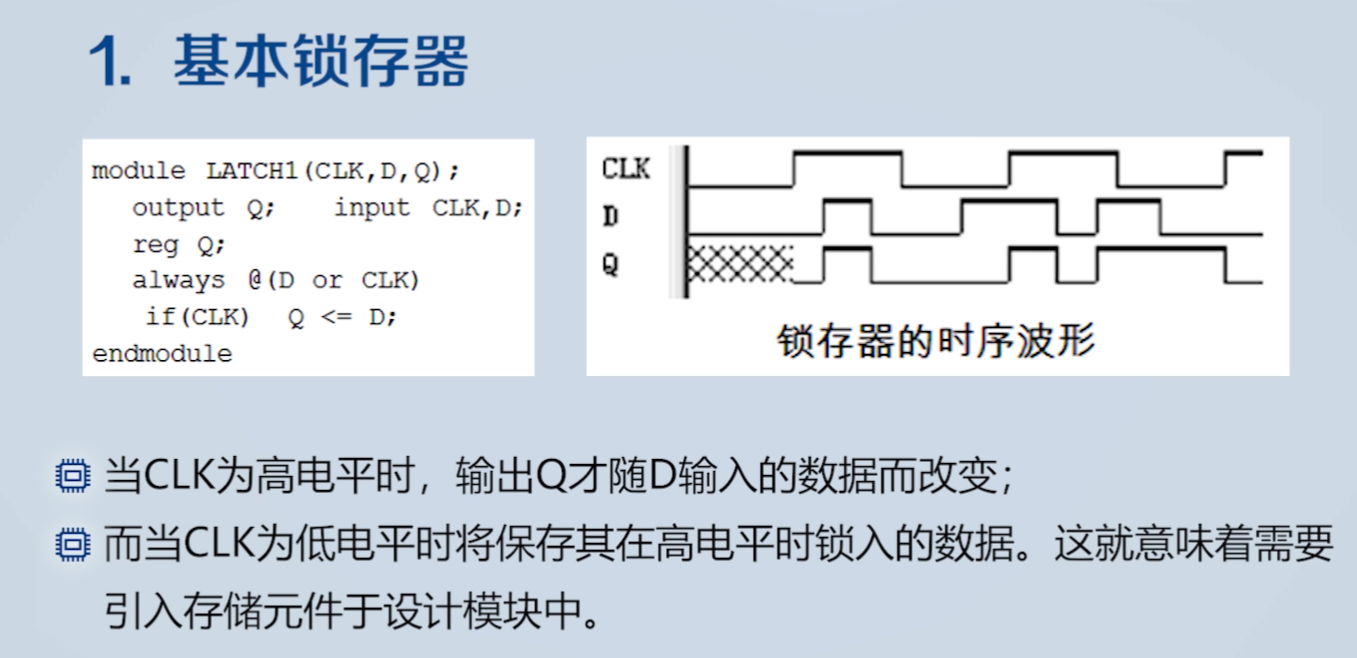 1. 基本锁存器
module LATCH1(CLK,D,Q);
output Q; input CLK,D;
reg Q;
always @(D or CLK)
if(CLK) Q <= D;
endmodule
CLK
D
Q
锁存器的时序波形
当CLK为高电平时，输出Q才随D输入的数据而改变；
而当CLK为低电平时将保存其在高电平时锁入的数据。这就意味着需要
引入存储元件于设计模块中。